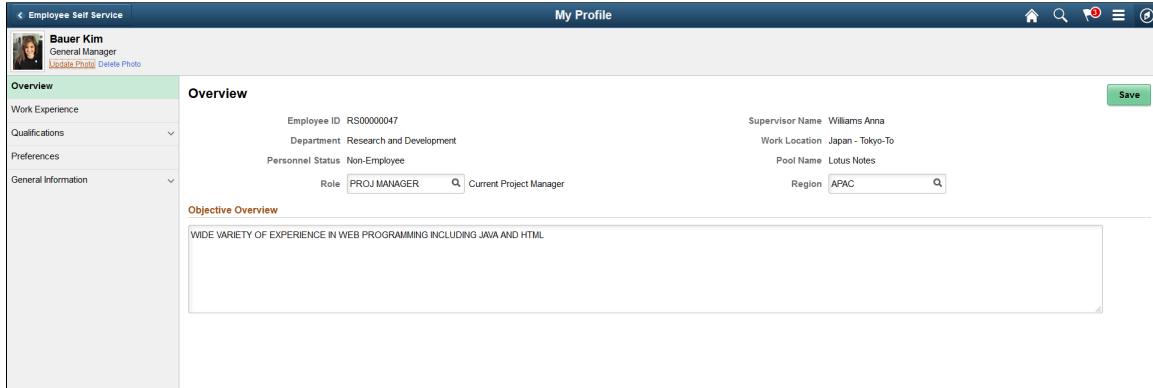 Employee Self Service
My Profile
3
Bauer Kim
General Manager
Update Photo Delete Photo
Overview
Work Experience
Qualifications
Preferences
General Information
Overview
Save
Employee ID RS00000047
Supervisor Name Williams Anna
Department Research and Development
Work Location Japan - Tokyo-To
Personnel Status Non-Employee
Pool Name Lotus Notes
Role PROJ MANAGER Current Project Manager
Region APAC
Objective Overview
WIDE VARIETY OF EXPERIENCE IN WEB PROGRAMMING INCLUDING JAVA AND HTML